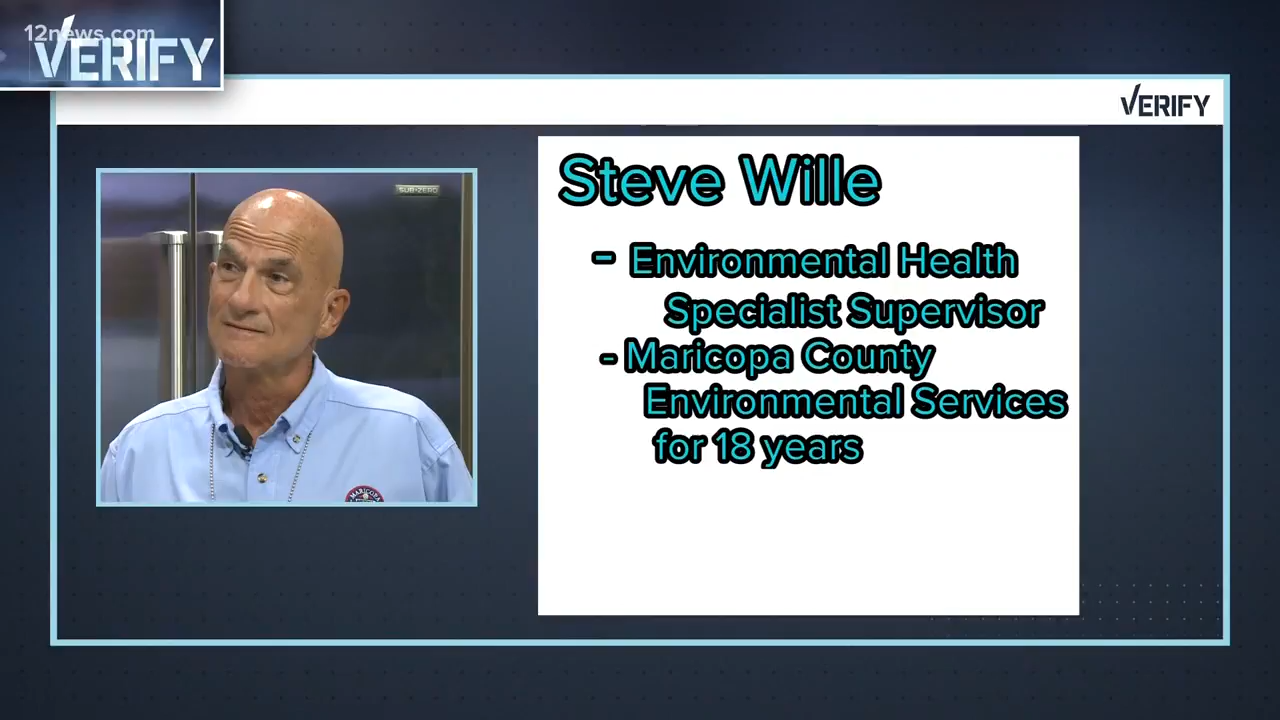 12news.com
VERIFY
VERIFY
SUB-ZERO
Steve Wille
- Environmental Health
Specialist Supervisor
- Maricopa County
Environmental Services
for 18 years
MARICOPA